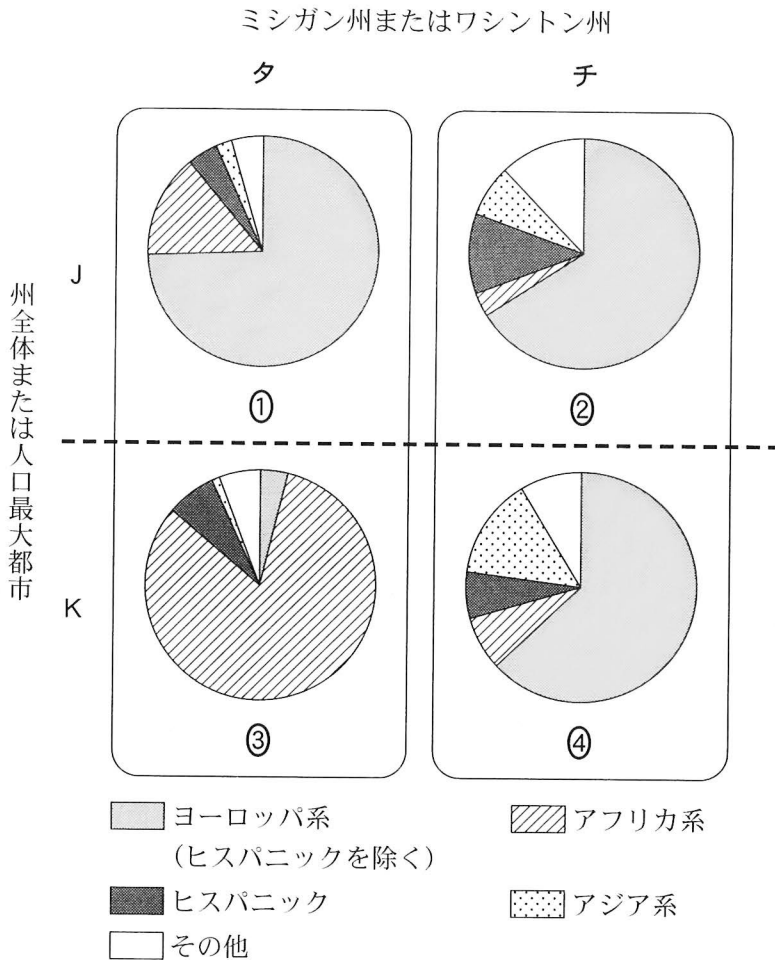 ミシガン州またはワシントン州
タ
チ
州全体または人口最大都市
J
①
②
K
③
④
ヨーロッパ系
(ヒスパニックを除く)
アフリカ系
ヒスパニック
アジア系
その他